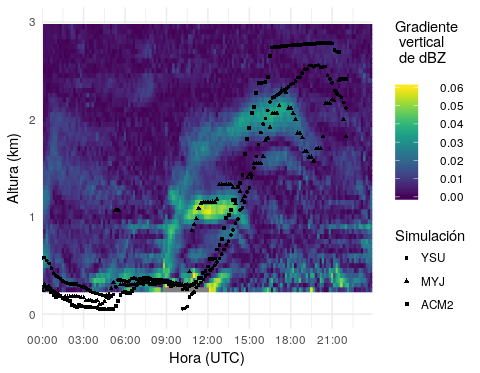 Altura (km)
3
2
1
0
00:00 03:00 06:00 09:00 12:00 15:00 18:00 21:00
Hora (UTC)
Gradiente
vertical
de dBZ
0.06
0.05
0.04
0.03
0.02
0.01
0.00
Simulación
YSU
MYJ
ACM2